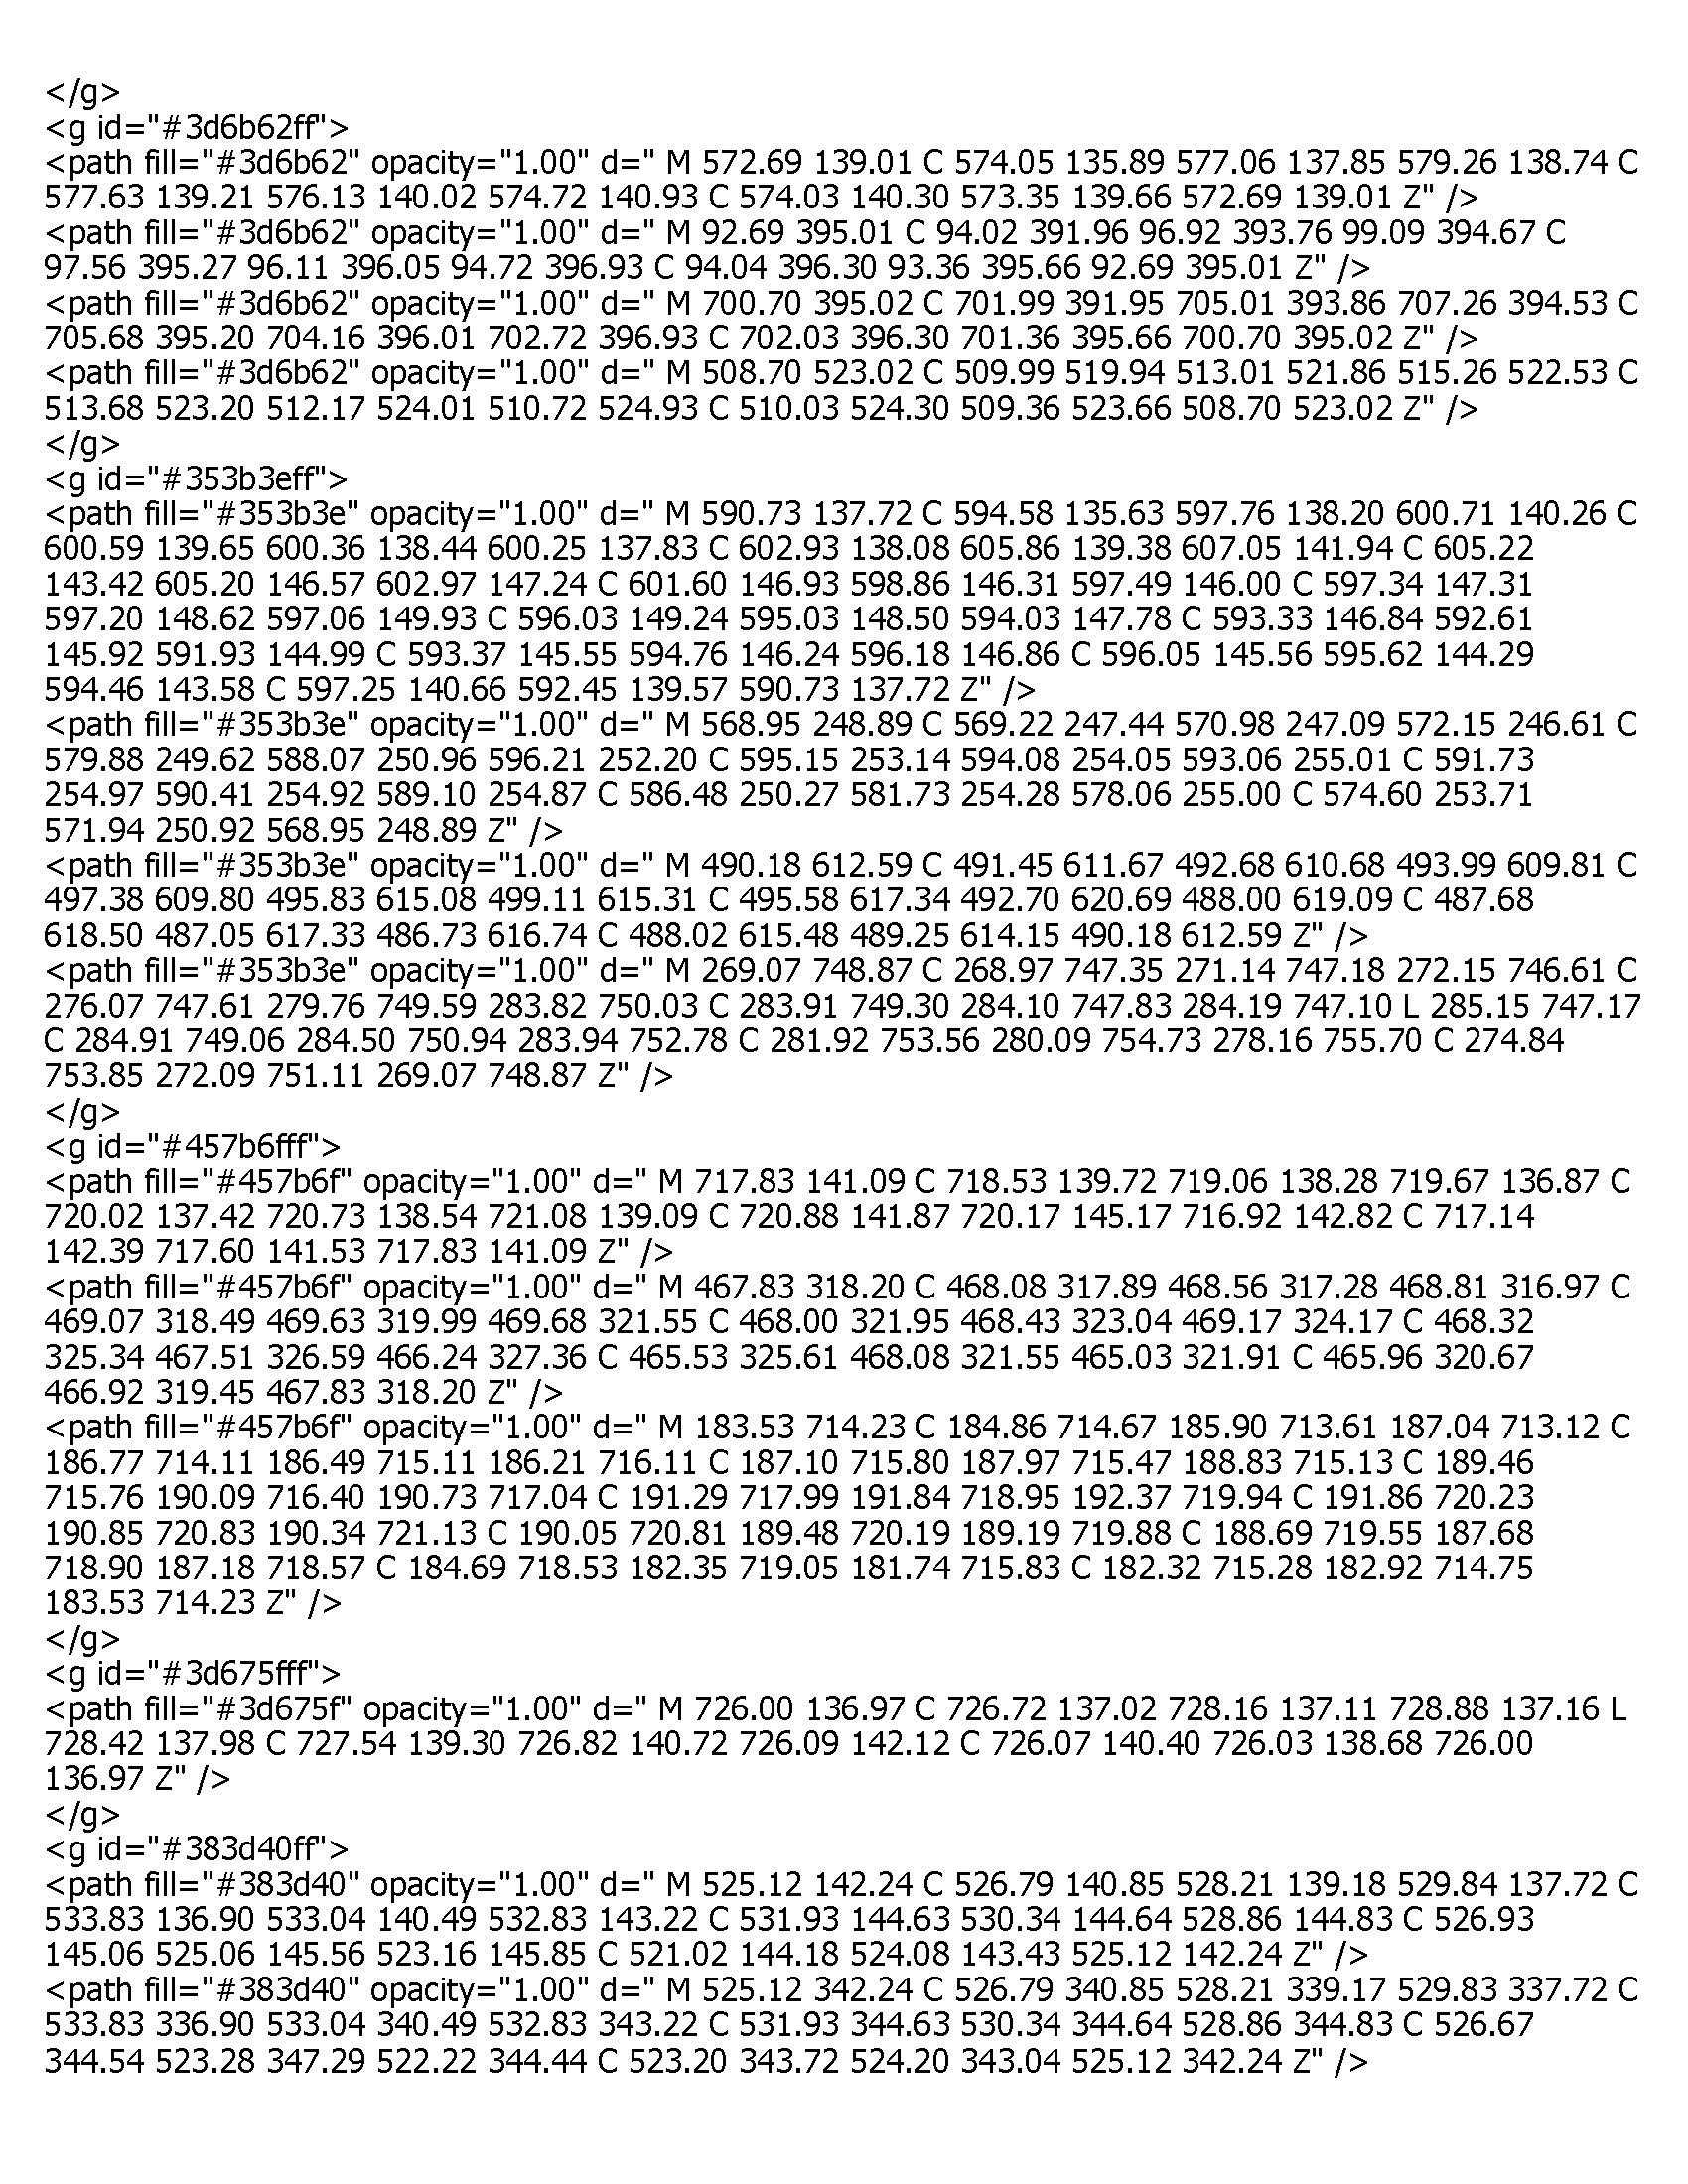 </g>
<g id="#3d6b62ff">
<path fill="#3d6b62" opacity="1.00" d=" M 572.69 139.01 C 574.05 135.89 577.06 137.85 579.26 138.74 C
577.63 139.21 576.13 140.02 574.72 140.93 C 574.03 140.30 573.35 139.66 572.69 139.01 Z" />
<path fill="#3d6b62" opacity="1.00" d=" M 92.69 395.01 C 94.02 391.96 96.92 393.76 99.09 394.67 C
97.56 395.27 96.11 396.05 94.72 396.93 C 94.04 396.30 93.36 395.66 92.69 395.01 Z" />
<path fill="#3d6b62" opacity="1.00" d=" M 700.70 395.02 C 701.99 391.95 705.01 393.86 707.26 394.53 C
705.68 395.20 704.16 396.01 702.72 396.93 C 702.03 396.30 701.36 395.66 700.70 395.02 Z" />
<path fill="#3d6b62" opacity="1.00" d=" M 508.70 523.02 C 509.99 519.94 513.01 521.86 515.26 522.53 C
513.68 523.20 512.17 524.01 510.72 524.93 C 510.03 524.30 509.36 523.66 508.70 523.02 Z" />
</g>
<g id="#353b3eff">
<path fill="#353b3e" opacity="1.00" d=" M 590.73 137.72 C 594.58 135.63 597.76 138.20 600.71 140.26 C
600.59 139.65 600.36 138.44 600.25 137.83 C 602.93 138.08 605.86 139.38 607.05 141.94 C 605.22
143.42 605.20 146.57 602.97 147.24 C 601.60 146.93 598.86 146.31 597.49 146.00 C 597.34 147.31
597.20 148.62 597.06 149.93 C 596.03 149.24 595.03 148.50 594.03 147.78 C 593.33 146.84 592.61
145.92 591.93 144.99 C 593.37 145.55 594.76 146.24 596.18 146.86 C 596.05 145.56 595.62 144.29
594.46 143.58 C 597.25 140.66 592.45 139.57 590.73 137.72 Z" />
<path fill="#353b3e" opacity="1.00" d=" M 568.95 248.89 C 569.22 247.44 570.98 247.09 572.15 246.61 C
579.88 249.62 588.07 250.96 596.21 252.20 C 595.15 253.14 594.08 254.05 593.06 255.01 C 591.73
254.97 590.41 254.92 589.10 254.87 C 586.48 250.27 581.73 254.28 578.06 255.00 C 574.60 253.71
571.94 250.92 568.95 248.89 Z" />
<path fill="#353b3e" opacity="1.00" d=" M 490.18 612.59 C 491.45 611.67 492.68 610.68 493.99 609.81 C
497.38 609.80 495.83 615.08 499.11 615.31 C 495.58 617.34 492.70 620.69 488.00 619.09 C 487.68
618.50 487.05 617.33 486.73 616.74 C 488.02 615.48 489.25 614.15 490.18 612.59 Z" />
<path fill="#353b3e" opacity="1.00" d=" M 269.07 748.87 C 268.97 747.35 271.14 747.18 272.15 746.61 C
276.07 747.61 279.76 749.59 283.82 750.03 C 283.91 749.30 284.10 747.83 284.19 747.10 L 285.15 747.17
C 284.91 749.06 284.50 750.94 283.94 752.78 C 281.92 753.56 280.09 754.73 278.16 755.70 C 274.84
753.85 272.09 751.11 269.07 748.87 Z" />
</g>
<g id="#457b6fff">
<path fill="#457b6f" opacity="1.00" d=" M 717.83 141.09 C 718.53 139.72 719.06 138.28 719.67 136.87 C
720.02 137.42 720.73 138.54 721.08 139.09 C 720.88 141.87 720.17 145.17 716.92 142.82 C 717.14
142.39 717.60 141.53 717.83 141.09 Z" />
<path fill="#457b6f" opacity="1.00" d=" M 467.83 318.20 C 468.08 317.89 468.56 317.28 468.81 316.97 C
469.07 318.49 469.63 319.99 469.68 321.55 C 468.00 321.95 468.43 323.04 469.17 324.17 C 468.32
325.34 467.51 326.59 466.24 327.36 C 465.53 325.61 468.08 321.55 465.03 321.91 C 465.96 320.67
466.92 319.45 467.83 318.20 Z" />
<path fill="#457b6f" opacity="1.00" d=" M 183.53 714.23 C 184.86 714.67 185.90 713.61 187.04 713.12 C
186.77 714.11 186.49 715.11 186.21 716.11 C 187.10 715.80 187.97 715.47 188.83 715.13 C 189.46
715.76 190.09 716.40 190.73 717.04 C 191.29 717.99 191.84 718.95 192.37 719.94 C 191.86 720.23
190.85 720.83 190.34 721.13 C 190.05 720.81 189.48 720.19 189.19 719.88 C 188.69 719.55 187.68
718.90 187.18 718.57 C 184.69 718.53 182.35 719.05 181.74 715.83 C 182.32 715.28 182.92 714.75
183.53 714.23 Z" />
</g>
<g id="#3d675fff">
<path fill="#3d675f" opacity="1.00" d=" M 726.00 136.97 C 726.72 137.02 728.16 137.11 728.88 137.16 L
728.42 137.98 C 727.54 139.30 726.82 140.72 726.09 142.12 C 726.07 140.40 726.03 138.68 726.00
136.97 Z" />
</g>
<g id="#383d40ff">
<path fill="#383d40" opacity="1.00" d=" M 525.12 142.24 C 526.79 140.85 528.21 139.18 529.84 137.72 C
533.83 136.90 533.04 140.49 532.83 143.22 C 531.93 144.63 530.34 144.64 528.86 144.83 C 526.93
145.06 525.06 145.56 523.16 145.85 C 521.02 144.18 524.08 143.43 525.12 142.24 Z" />
<path fill="#383d40" opacity="1.00" d=" M 525.12 342.24 C 526.79 340.85 528.21 339.17 529.83 337.72 C
533.83 336.90 533.04 340.49 532.83 343.22 C 531.93 344.63 530.34 344.64 528.86 344.83 C 526.67
344.54 523.28 347.29 522.22 344.44 C 523.20 343.72 524.20 343.04 525.12 342.24 Z" />